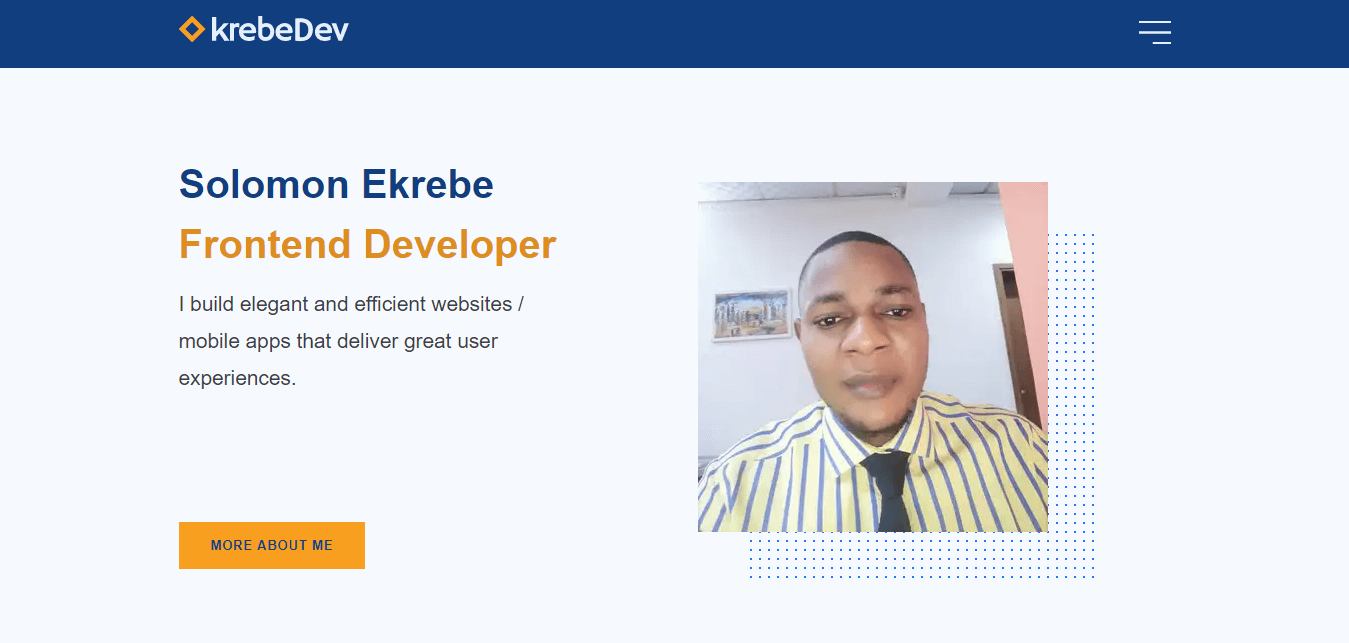 krebeDev
Solomon Ekrebe
Frontend Developer
I build elegant and efficient websites /
mobile apps that deliver great user
experiences.
MORE ABOUT ME